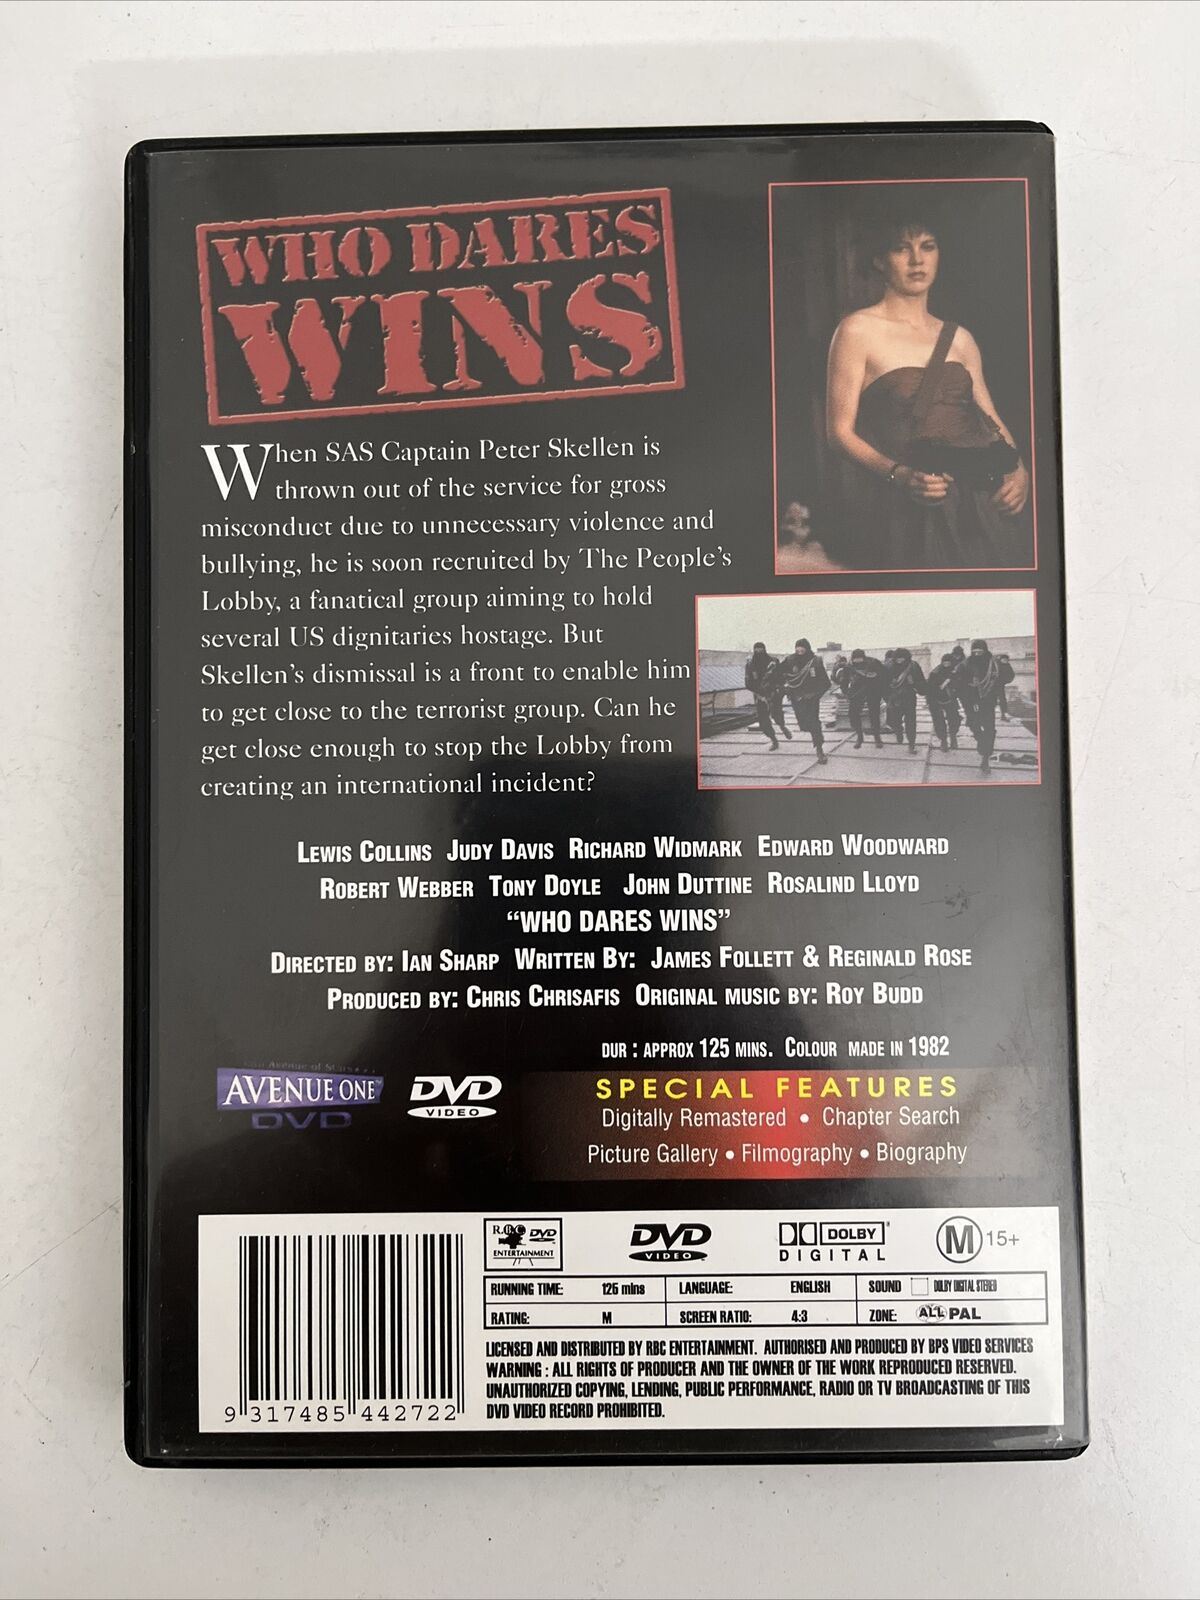 WHO DARES
WINS
When SAS Captain Peter Skellen is
thrown out of the service for gross
misconduct due to unnecessary violence and
bullying, he is soon recruited by The People's
Lobby, a fanatical group aiming to hold
several US dignitaries hostage. But
Skellen's dismissal is a front to enable him
to get close to the terrorist group. Can he
get close enough to stop the Lobby from
creating an international incident?
LEWIS COLLINS JUDY DAVIS RICHARD WIDMARK EDWARD WOODWARD
ROBERT WEBBER TONY DOYLE JOHN DUTTINE ROSALIND LLOYD
"WHO DARES WINS"
DIRECTED BY: IAN SHARP WRITTEN BY: JAMES FOLLETT & REGINALD ROSE
PRODUCED BY: CHRIS CHRISAFIS ORIGINAL MUSIC BY: ROY BUDD
DUR : APPROX 125 MINS. COLOUR MADE IN 1982
Avenue of Stars
AVENUE ONE
DVD
DVD
VIDEO
SPECIAL FEATURES
Digitally Remastered • Chapter Search
Picture Gallery • Filmography • Biography
R.B.C DVD
ENTERTAINMENT
DVD
VIDEO
DOLBY
DIGITAL
M 15+
RUNNING TIME: 125 mins LANGUAGE: ENGLISH SOUND DOLBY DIGITAL STEREO
RATING: M SCREEN RATIO: 4:3 ZONE: ALL PAL
LICENSED AND DISTRIBUTED BY RBC ENTERTAINMENT. AUTHORISED AND PRODUCED BY BPS VIDEO SERVICES
WARNING : ALL RIGHTS OF PRODUCER AND THE OWNER OF THE WORK REPRODUCED RESERVED.
UNAUTHORIZED COPYING, LENDING, PUBLIC PERFORMANCE, RADIO OR TV BROADCASTING OF THIS
DVD VIDEO RECORD PROHIBITED.
9 317485 442722